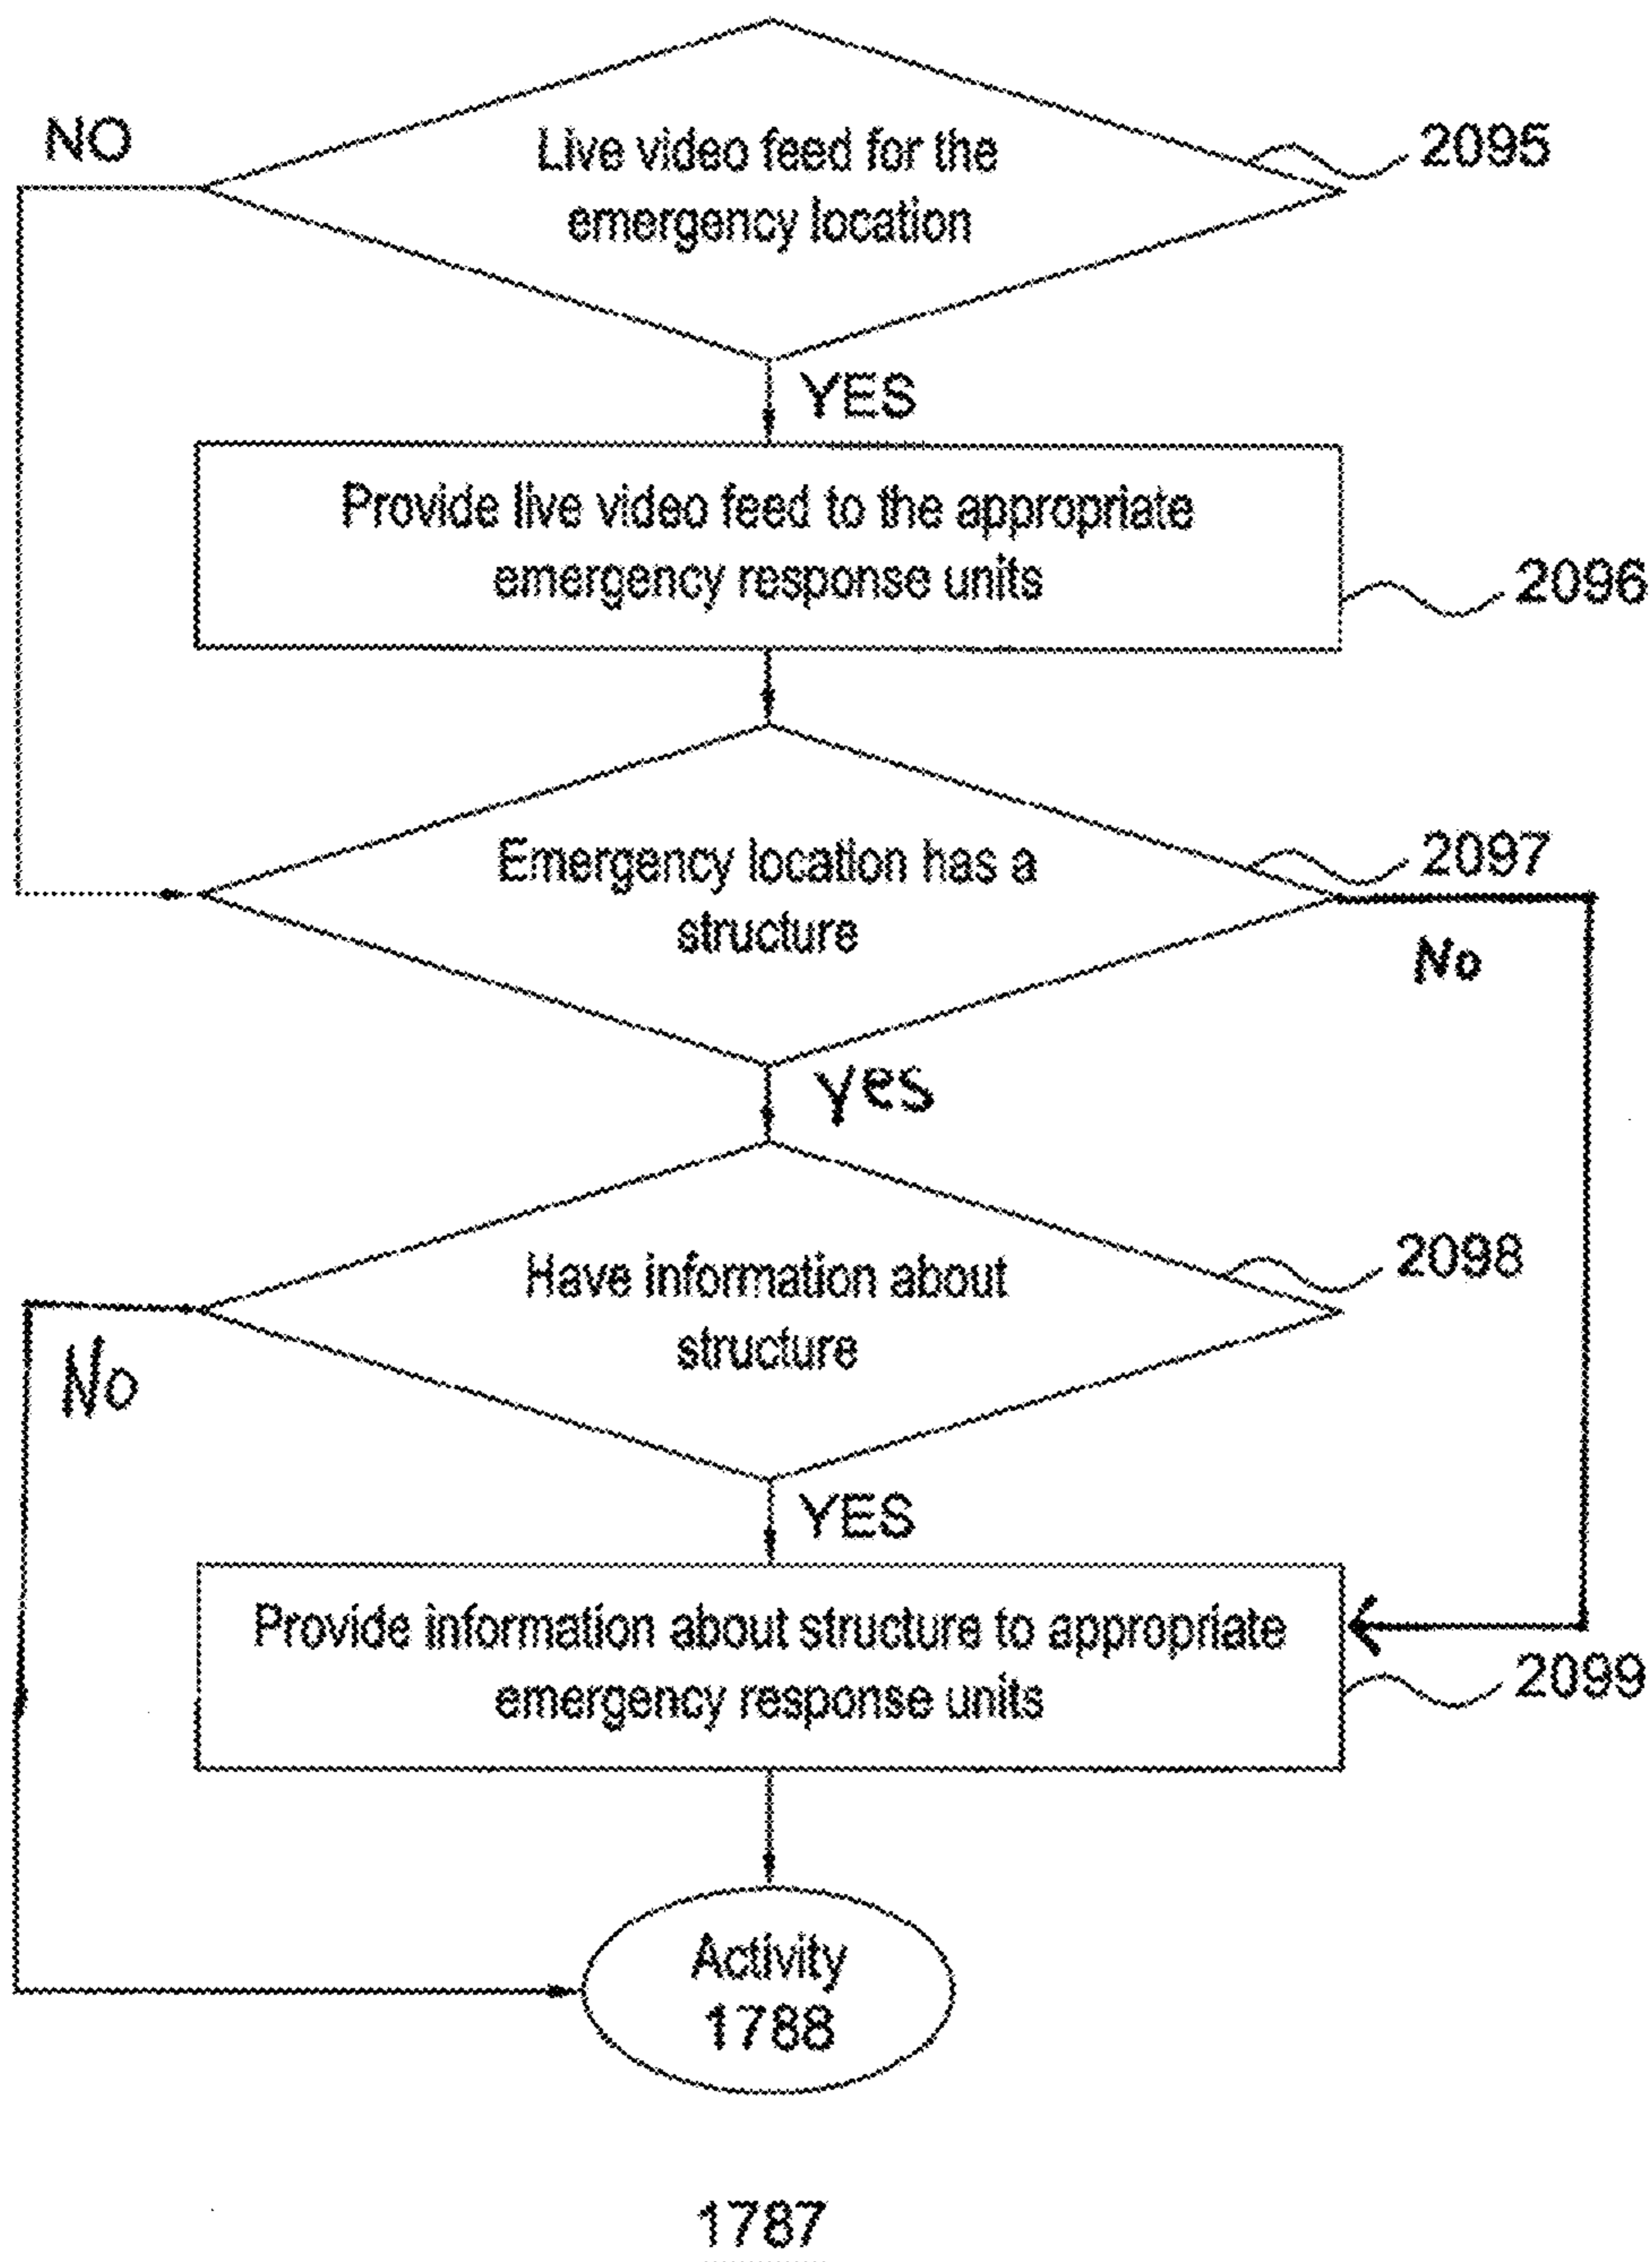 NO
Live video feed for the
emergency location
2095
YES
Provide live video feed to the appropriate
emergency response units
2096
Emergency location has a
structure
2097
No
yes
Have information about
structure
2098
No
YES
Provide information about structure to appropriate
emergency response units
2099
Activity
1788
1787